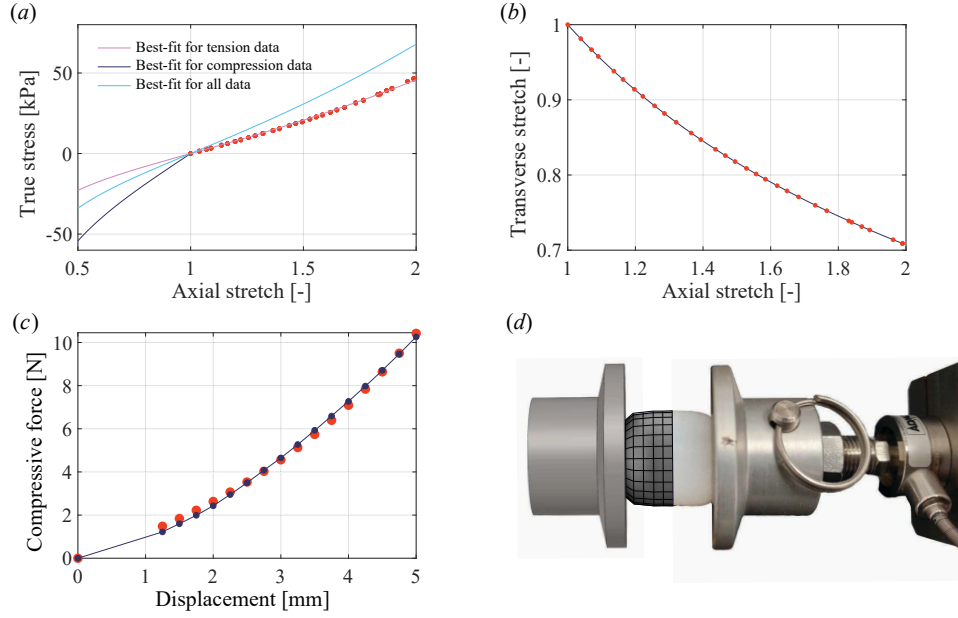 (a)
Best-fit for tension data
Best-fit for compression data
Best-fit for all data
True stress [kPa]
50
0
-50
0.5
1
1.5
2
Axial stretch [-]
(b)
Transverse stretch [-]
1
0.9
0.8
0.7
1
1.2
1.4
1.6
1.8
2
Axial stretch [-]
(c)
Compressive force [N]
10
8
6
4
2
0
0
1
2
3
4
5
Displacement [mm]
(d)